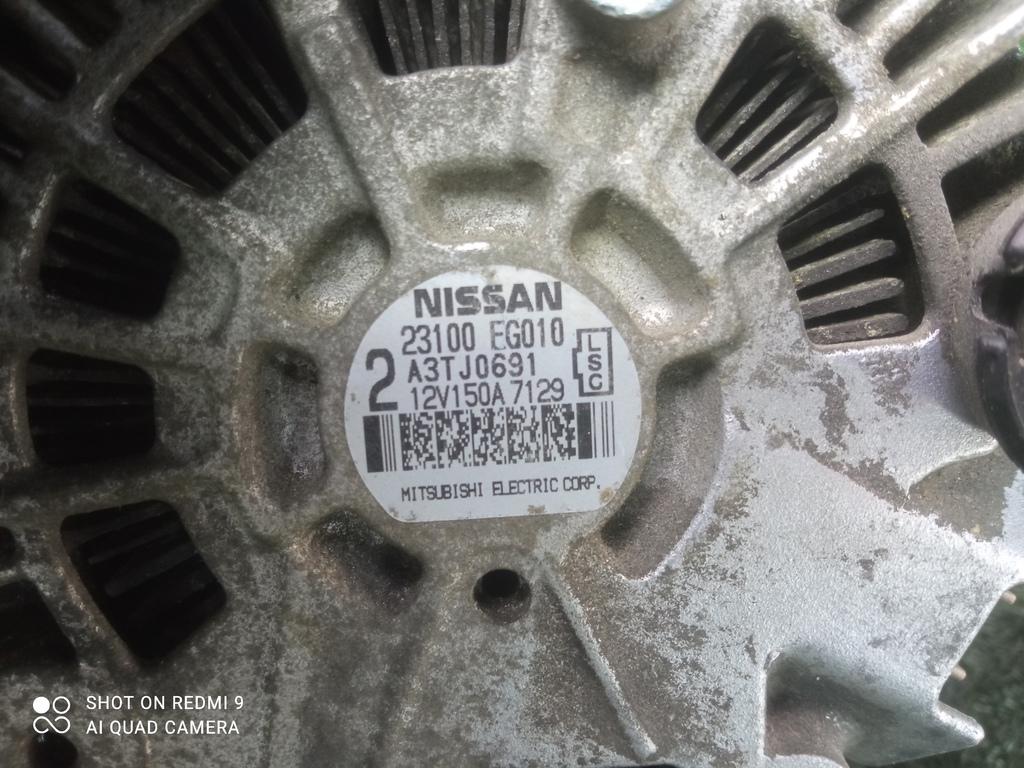 NISSAN
23100 EG010
2 A3TJ0691
12V150A 7129
LSC
MITSUBISHI ELECTRIC CORP.
SHOT ON REDMI 9
AI QUAD CAMERA